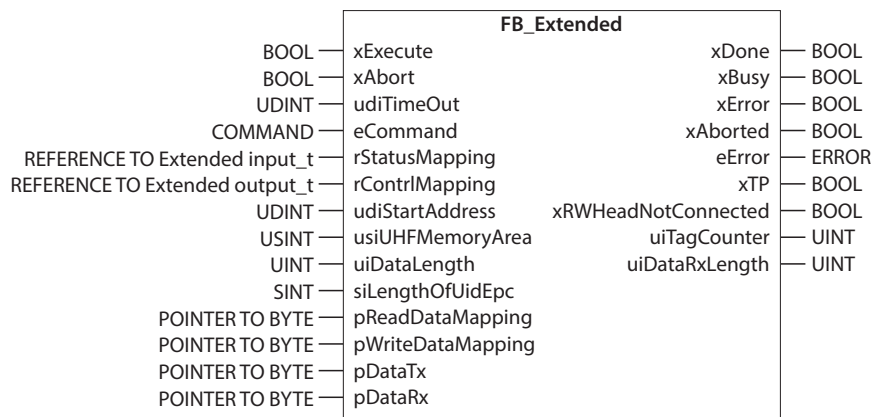 FB_Extended
BOOL xExecute xDone BOOL
BOOL xAbort xBusy BOOL
UDINT udiTimeOut xError BOOL
COMMAND eCommand xAborted BOOL
REFERENCE TO Extended input_t rStatusMapping eError ERROR
REFERENCE TO Extended output_t rContrlMapping xTP BOOL
UDINT udiStartAddress xRWHeadNotConnected BOOL
USINT usiUHFMemoryArea uiTagCounter UINT
UINT uiDataLength uiDataRxLength UINT
SINT siLengthOfUidEpc
POINTER TO BYTE pReadDataMapping
POINTER TO BYTE pWriteDataMapping
POINTER TO BYTE pDataTx
POINTER TO BYTE pDataRx